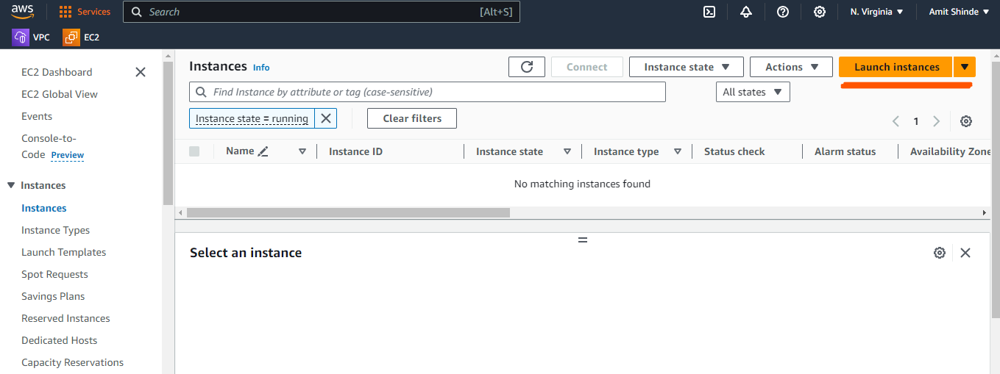 aws
Services
Search
[Alt+S]
N. Virginia
Amit Shinde
VPC
EC2
EC2 Dashboard
EC2 Global View
Events
Console-to-
Code Preview
Instances
Instances
Instance Types
Launch Templates
Spot Requests
Savings Plans
Reserved Instances
Dedicated Hosts
Capacity Reservations
Instances Info
Connect
Instance state
Actions
Launch instances
Find Instance by attribute or tag (case-sensitive)
All states
Instance state = running
Clear filters
1
Name
Instance ID
Instance state
Instance type
Status check
Alarm status
Availability Zone
No matching instances found
Select an instance